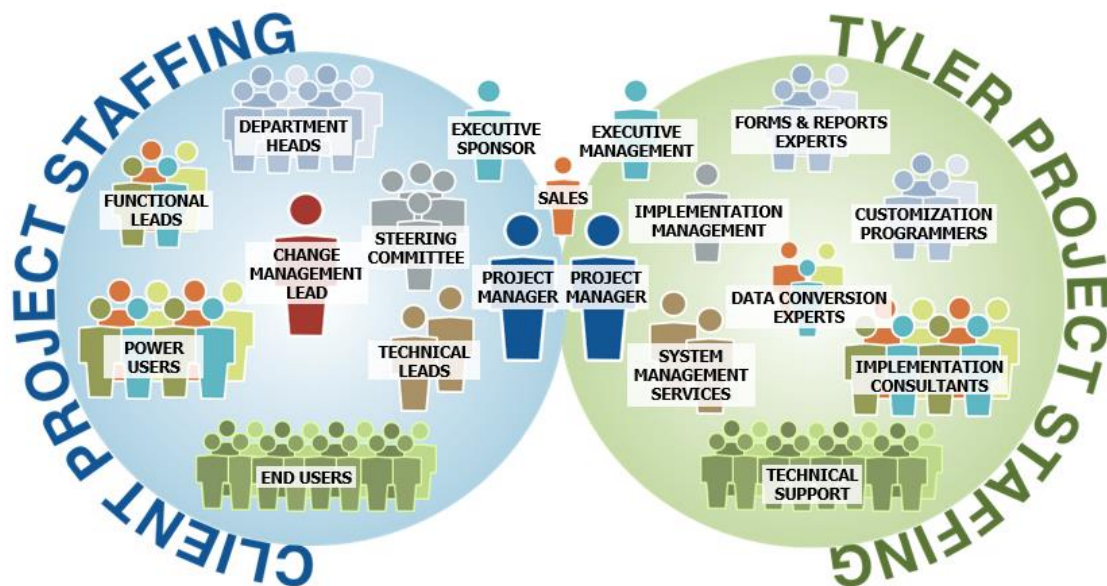 CLIENT PROJECT STAFFING
TYLER PROJECT STAFFING
DEPARTMENT
HEADS
EXECUTIVE
SPONSOR
EXECUTIVE
MANAGEMENT
FORMS & REPORTS
EXPERTS
FUNCTIONAL
LEADS
SALES
CHANGE
MANAGEMENT
LEAD
STEERING
COMMITTEE
IMPLEMENTATION
MANAGEMENT
CUSTOMIZATION
PROGRAMMERS
PROJECT
MANAGER
PROJECT
MANAGER
DATA CONVERSION
EXPERTS
POWER
USERS
TECHNICAL
LEADS
SYSTEM
MANAGEMENT
SERVICES
IMPLEMENTATION
CONSULTANTS
END USERS
TECHNICAL
SUPPORT